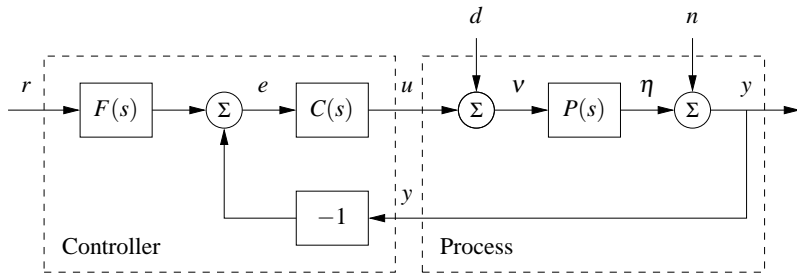 d
n
r
F(s)
Σ
e
C(s)
u
Σ
ν
P(s)
η
Σ
y
−1
y
Controller
Process